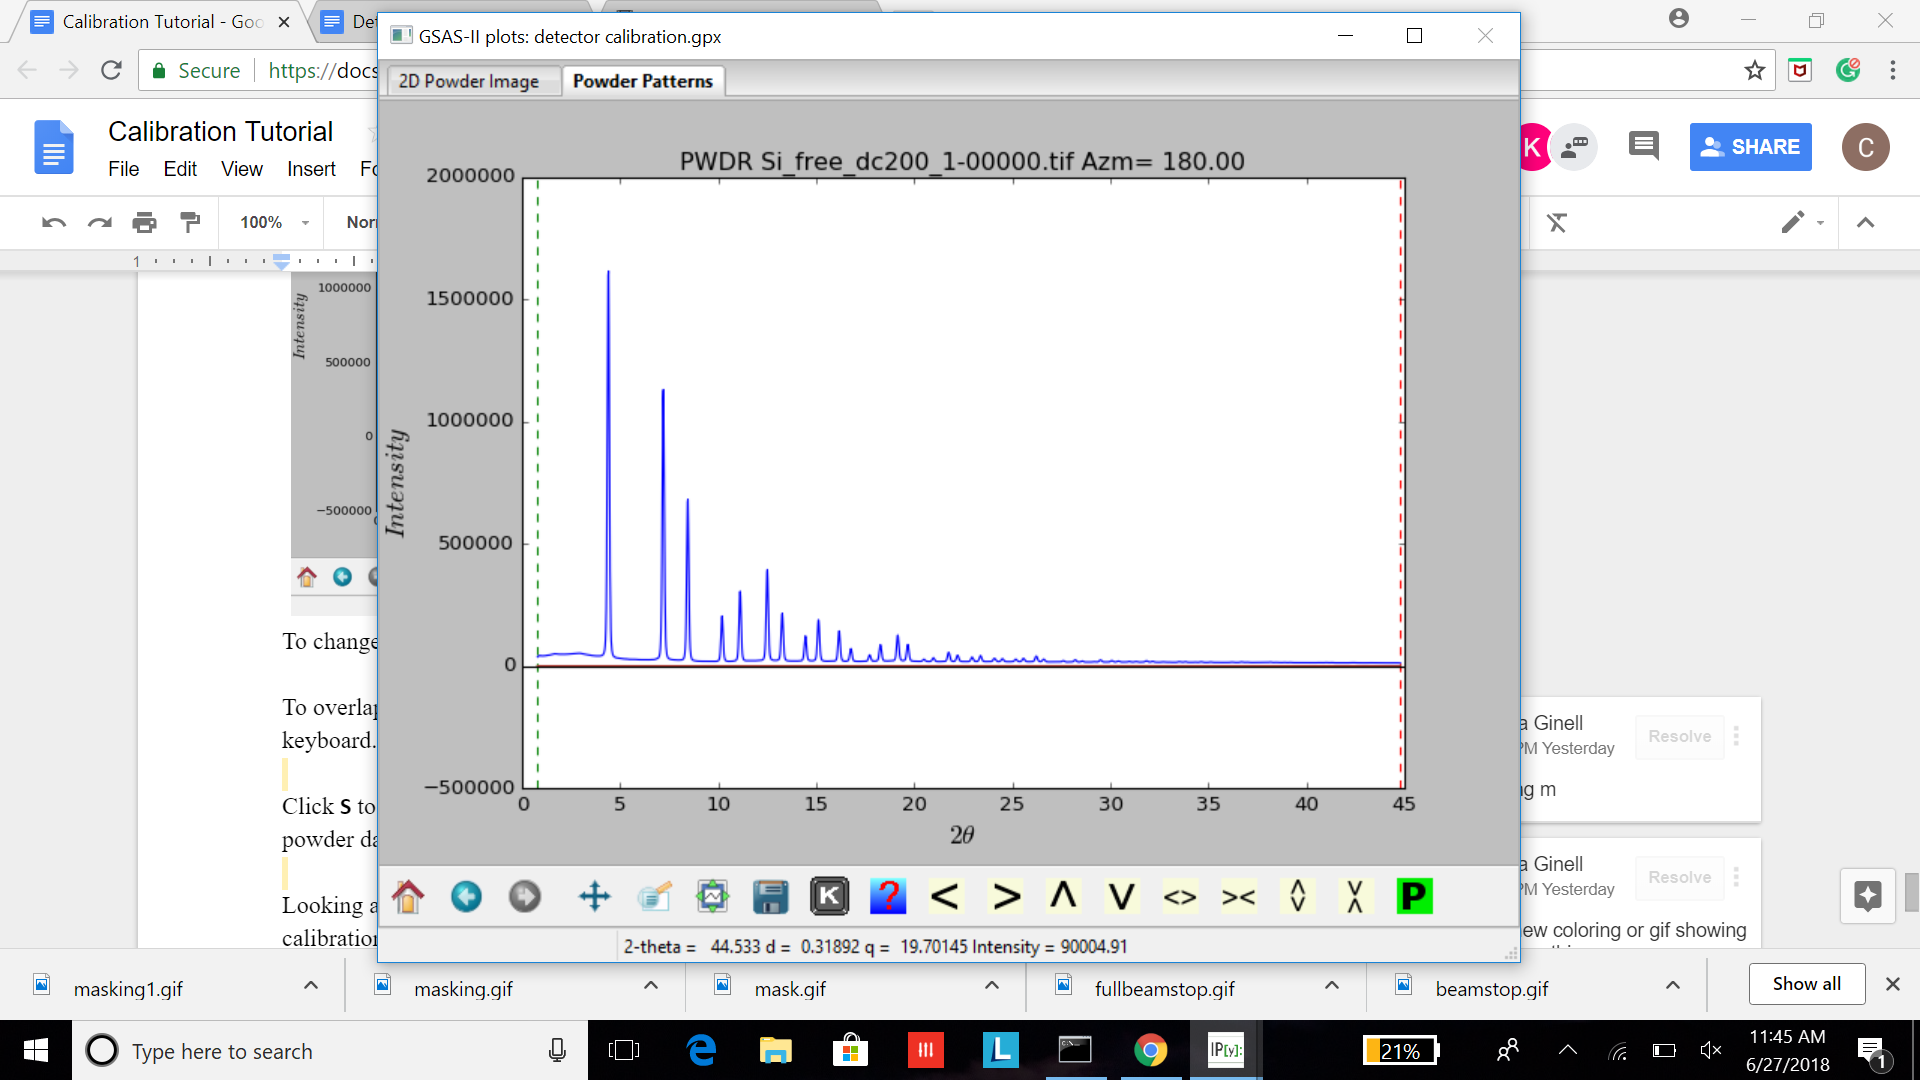 Calibration Tutorial - Goo
Det
GSAS-II plots: detector calibration.gpx
Secure
https://docs
2D Powder Image
Powder Patterns
Calibration Tutorial
File Edit View Insert Fo
K
SHARE
C
100%
Nor
1
PWDR Si_free_dc200_1-00000.tif Azm= 180.00
2000000
1500000
1000000
500000
0
−500000
Intensity
0 5 10 15 20 25 30 35 40 45
2θ
1000000
500000
0
−500000
Intensity
To change
To overlap
keyboard.
Click S to
powder da
Looking a
calibration
a Ginell
PM Yesterday
Resolve
ng m
a Ginell
PM Yesterday
Resolve
ew coloring or gif showing
K ? < > Λ V <> >< P
2-theta = 44.533 d = 0.31892 q = 19.70145 Intensity = 90004.91
masking1.gif
masking.gif
mask.gif
fullbeamstop.gif
beamstop.gif
Show all
Type here to search
L
IP[y]:
21%
11:45 AM
6/27/2018
1